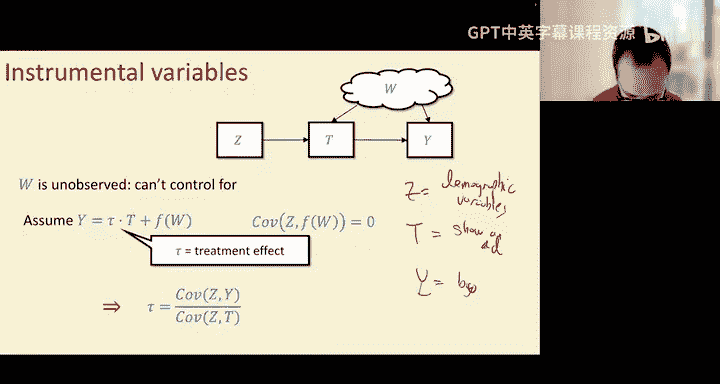 GPT中英字幕课程资源
Instrumental variables
W
Z
T
Y
W is unobserved: can't control for
Assume Y = τ · T + f(W)
Cov(Z, f(W)) = 0
τ = treatment effect
⇒ τ = Cov(Z, Y) / Cov(Z, T)
Z = demographic
variables
T = show an
ad
Y =